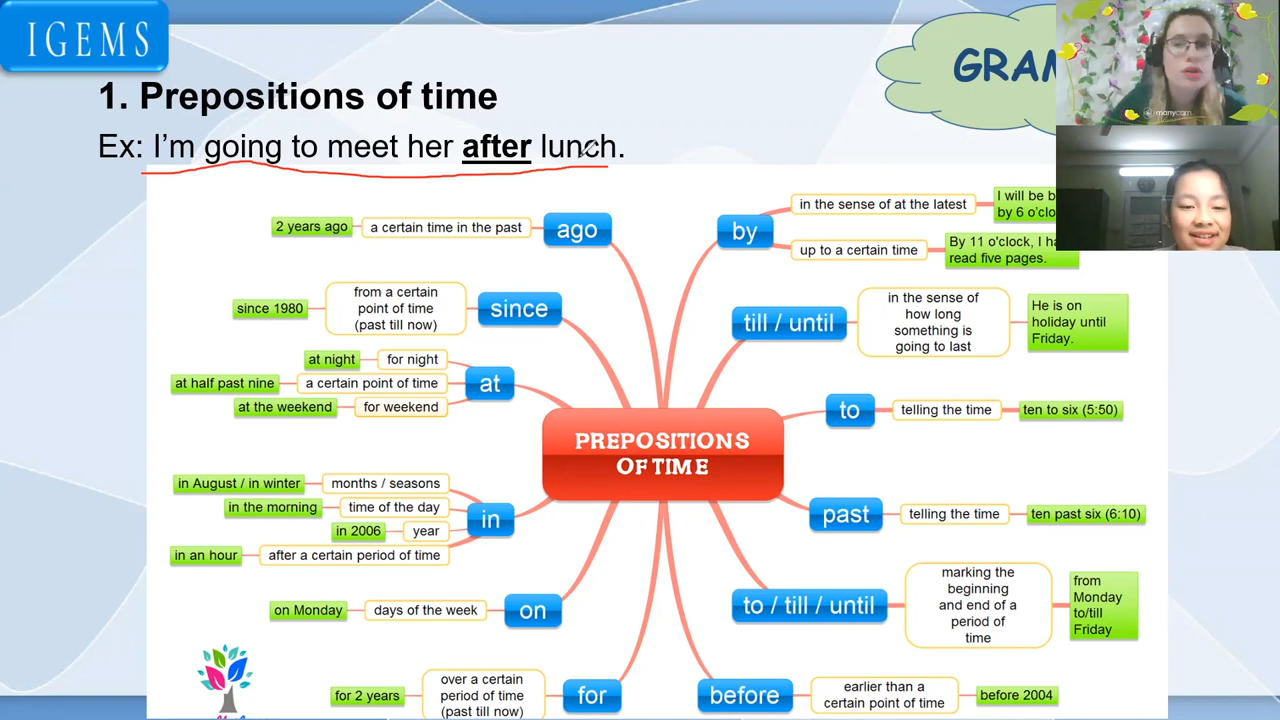 IGEMS
1. Prepositions of time
Ex: I’m going to meet her after lunch.
manycam
PREPOSITIONS
OF TIME
ago
a certain time in the past
2 years ago
since
from a certain
point of time
(past till now)
since 1980
at
for night
at night
a certain point of time
at half past nine
for weekend
at the weekend
in
months / seasons
in August / in winter
time of the day
in the morning
year
in 2006
after a certain period of time
in an hour
on
days of the week
on Monday
for
over a certain
period of time
(past till now)
for 2 years
by
in the sense of at the latest
I will be
by 6
up to a certain time
By 11 o'clock, I
read five pages.
till / until
in the sense of
how long
something is
going to last
He is on
holiday until
Friday.
to
telling the time
ten to six (5:50)
past
telling the time
ten past six (6:10)
to / till / until
marking the
beginning
and end of a
period of
time
from
Monday
to/till
Friday
before
earlier than a
certain point of time
before 2004